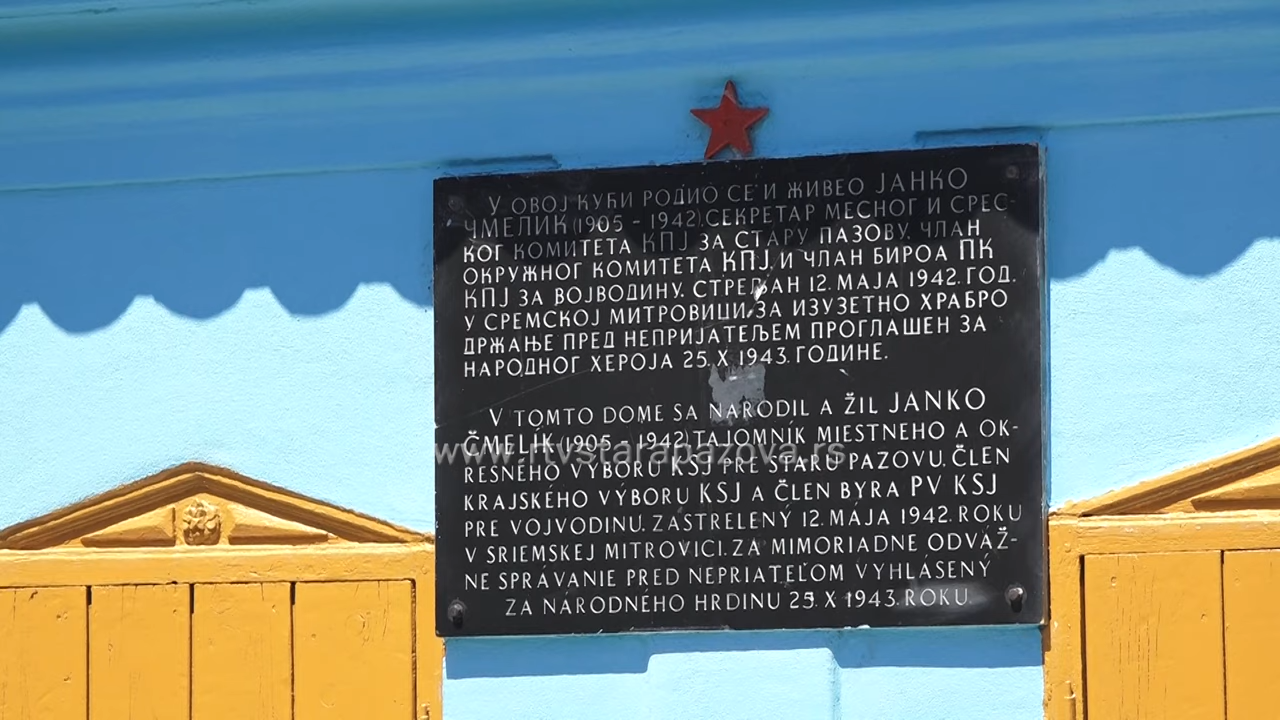 У ОВОЈ КУЋИ РОДИО СЕ И ЖИВЕО ЈАНКО
ЧМЕЛИК (1905 - 1942). СЕКРЕТАР МЕСНОГ И СРЕС-
КОГ КОМИТЕТА КПЈ ЗА СТАРУ ПАЗОВУ. ЧЛАН
ОКРУЖНОГ КОМИТЕТА КПЈ. И ЧЛАН БИРОА ПК
КПЈ ЗА ВОЈВОДИНУ. СТРЕЉАН 12. МАЈА 1942. ГОД.
У СРЕМСКОЈ МИТРОВИЦИ. ЗА ИЗУЗЕТНО ХРАБРО
ДРЖАЊЕ ПРЕД НЕПРИЈАТЕЉЕМ ПРОГЛАШЕН ЗА
НАРОДНОГ ХЕРОЈА 25. X 1943. ГОДИНЕ.
V TOMTO DOME SA NARODIL A ŽIL JANKO
ČMELÍK (1905 - 1942). TAJOMNÍK MIESTNEHO A OK-
RESNÉHO VÝBORU KSJ PRE STARÚ PAZOVU. ČLEN
KRAJSKÉHO VÝBORU KSJ A ČLEN BYRA PV KSJ
PRE VOJVODINU. ZASTRELENÝ 12. MÁJA 1942. ROKU
V SRIEMSKEJ MITROVICI. ZA MIMORIADNE ODVÁŽ-
NE SPRÁVANIE PRED NEPRIATEĽOM VYHLÁSENÝ
ZA NÁRODNÉHO HRDINU 25. X 1943. ROKU.
www.rtvstarapazova.rs